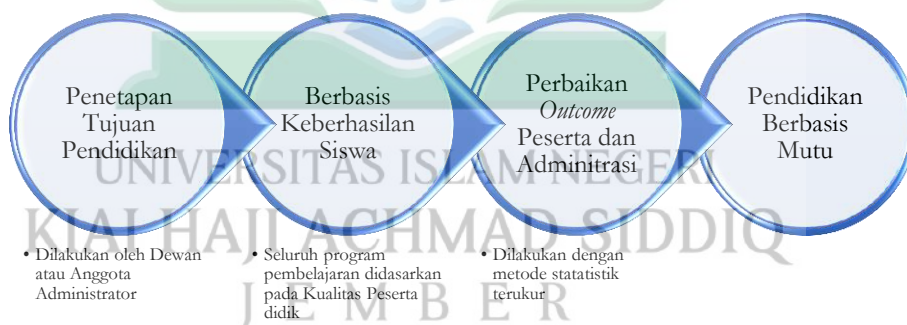 Penetapan
Tujuan
Pendidikan
Berbasis
Keberhasilan
Siswa
Perbaikan
Outcome
Peserta dan
Adminitrasi
Pendidikan
Berbasis
Mutu
UNIVERSITAS ISLAM NEGERI
KIAI HAJI ACHMAD SIDDIQ
JEMBER
• Dilakukan oleh Dewan
atau Anggota
Administrator
• Seluruh program
pembelajaran didasarkan
pada Kualitas Peserta
didik
• Dilakukan dengan
metode statatistik
terukur